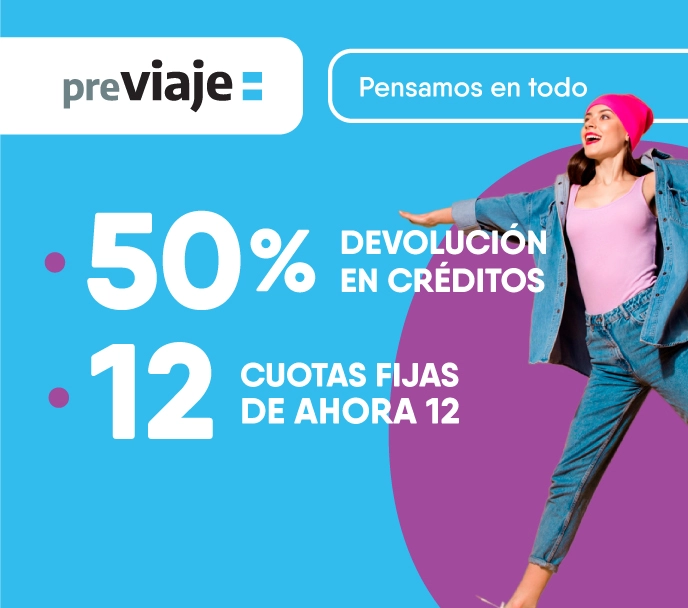 previaje
Pensamos en todo
50% DEVOLUCIÓN
EN CRÉDITOS
12 CUOTAS FIJAS
DE AHORA 12